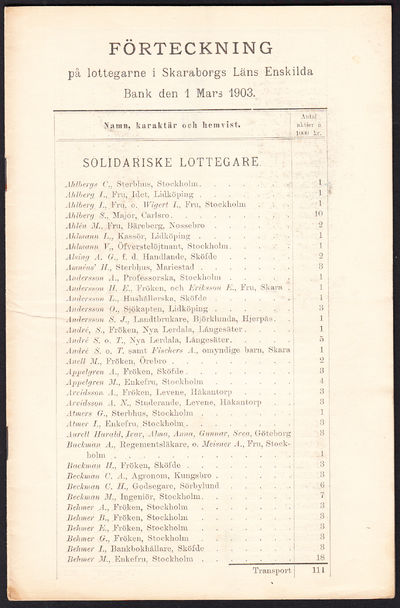 FÖRTECKNING
på lottegarne i Skaraborgs Läns Enskilda
Bank den 1 Mars 1903.
Namn, karaktär och hemvist. Antal aktier à 1000 kr.
SOLIDARISKE LOTTEGARE.
Ahlbergs C., Sterbhus, Stockholm. 1
Ahlberg I., Fru, Idet, Lidköping 1
Ahlberg I., Fru, o. Wigert I., Fru, Stockholm 1
Ahlberg S., Major, Carlsro. 10
Ahlén M., Fru, Bäreberg, Nossebro 2
Ahlmann L., Kassör, Lidköping 1
Ahlmann V., Öfverstelöjtnant, Stockholm. 1
Alving A. G., f. d. Handlande, Sköfde 2
Amnéus' H., Sterbhus, Mariestad 3
Andersson A., Professorska, Stockholm 1
Andersson H. E., Fröken, och Eriksson E., Fru, Skara 1
Andersson L., Hushållerska, Sköfde 1
Andersson O., Sjökapten, Lidköping 3
Andersson S. J., Landtbrukare, Björklunda, Hjerpås 1
André, S., Fröken, Nya Lerdala, Långesäter 1
André S. o. T., Nya Lerdala, Långesäter. 5
André S. o. T. samt Fischers A., omyndige barn, Skara 1
Anell M., Fröken, Örebro 2
Appelgren A., Fröken, Sköfde 3
Appelgren M., Enkefru, Stockholm 4
Arvidsson A., Fröken, Levene, Håkantorp 3
Arvidsson A. N., Studerande, Levene, Håkantorp 3
Atmers G., Sterbhus, Stockholm 1
Atmer I., Enkefru, Stockholm 3
Aurell Harald, Ivar, Alma, Anna, Gunnar, Svea, Göteborg 3
Backman A., Regementsläkare, o. Meisner A., Fru, Stock-
holm 1
Backman H., Fröken, Sköfde 3
Beckman C. A., Agronom, Kungsbro 3
Beckman C. H., Godsegare, Sörbylund 6
Beckman M., Ingeniör, Stockholm. 7
Behmer A., Fröken, Stockholm 3
Behmer B., Fröken, Stockholm 3
Behmer E., Fröken, Stockholm 3
Behmer G., Fröken, Stockholm 3
Behmer I., Bankbokhållare, Sköfde 3
Behmer M., Enkefru, Stockholm 18
Transport 111